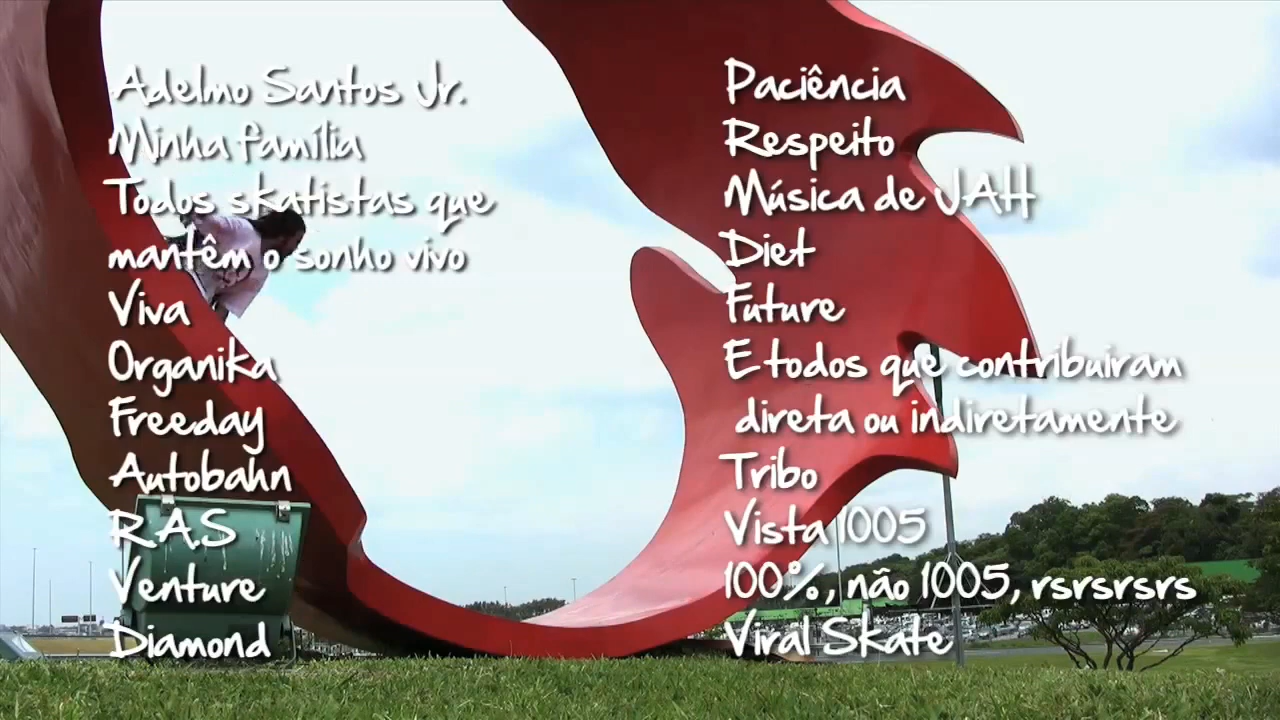 Adelmo Santos Jr.
Minha família
Todos skatistas que
mantêm o sonho vivo
Viva
Organika
Freeday
Autobahn
R.A.S
Venture
Diamond
Paciência
Respeito
Música de JAH
Diet
Future
E todos que contribuiram
direta ou indiretamente
Tribo
Vista 1005
100%, não 1005, rsrsrsrs
Viral Skate